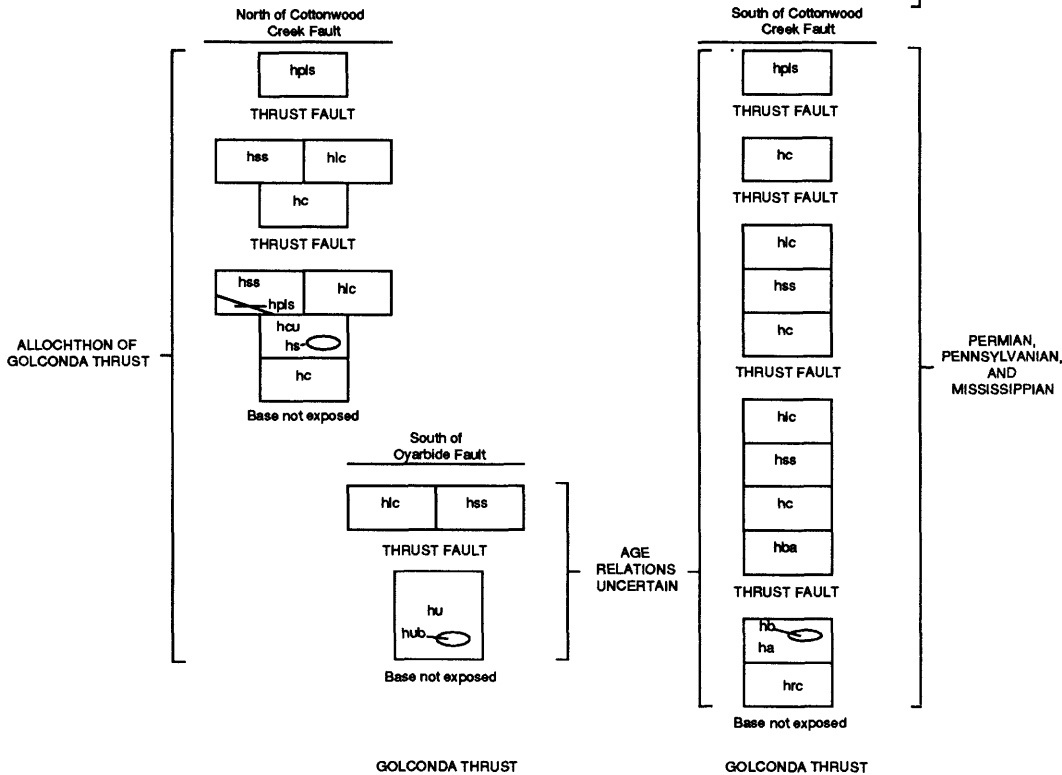 North of Cottonwood
Creek Fault
hpls
THRUST FAULT
hss
hlc
hc
THRUST FAULT
hss
hlc
hpls
hcu
hs
hc
Base not exposed
ALLOCHTHON OF
GOLCONDA THRUST
South of
Oyarbide Fault
hlc
hss
THRUST FAULT
hu
hub
Base not exposed
AGE
RELATIONS
UNCERTAIN
GOLCONDA THRUST
South of Cottonwood
Creek Fault
hpls
THRUST FAULT
hc
THRUST FAULT
hlc
hss
hc
THRUST FAULT
hlc
hss
hc
hba
THRUST FAULT
hb
ha
hrc
Base not exposed
GOLCONDA THRUST
PERMIAN,
PENNSYLVANIAN,
AND
MISSISSIPPIAN